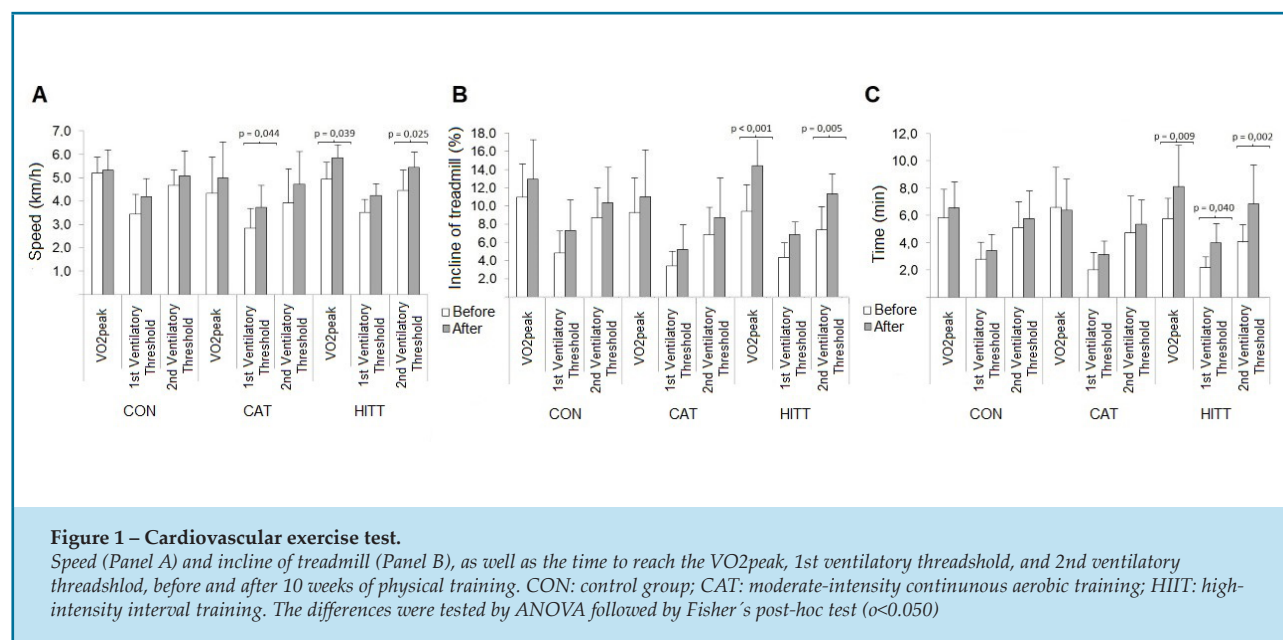 A
Speed (km/h)
7,0
6,0
5,0
4,0
3,0
2,0
1,0
p = 0,044
p = 0,039
p = 0,025
VO2peak
1st Ventilatory
Threshold
2nd Ventilatory
Threshold
VO2peak
1st Ventilatory
Threshold
2nd Ventilatory
Threshold
VO2peak
1st Ventilatory
Threshold
2nd Ventilatory
Threshold
CON
CAT
HITT
B
Incline of treadmill (%)
18,0
16,0
14,0
12,0
10,0
8,0
6,0
4,0
2,0
p < 0,001
p = 0,005
Before
After
VO2peak
1st Ventilatory
Threshold
2nd Ventilatory
Threshold
VO2peak
1st Ventilatory
Threshold
2nd Ventilatory
Threshold
VO2peak
1st Ventilatory
Threshold
2nd Ventilatory
Threshold
CON
CAT
HITT
C
Time (min)
12,0
10,0
8,0
6,0
4,0
2,0
p = 0,009
p = 0,040
p = 0,002
Before
After
VO2peak
1st Ventilatory
Threshold
2nd Ventilatory
Threshold
VO2peak
1st Ventilatory
Threshold
2nd Ventilatory
Threshold
VO2peak
1st Ventilatory
Threshold
2nd Ventilatory
Threshold
CON
CAT
HITT
Figure 1 – Cardiovascular exercise test.
Speed (Panel A) and incline of treadmill (Panel B), as well as the time to reach the VO2peak, 1st ventilatory threadshold, and 2nd ventilatory
threadshlod, before and after 10 weeks of physical training. CON: control group; CAT: moderate-intensity continunous aerobic training; HIIT: high-
intensity interval training. The differences were tested by ANOVA followed by Fisher´s post-hoc test (o<0.050)